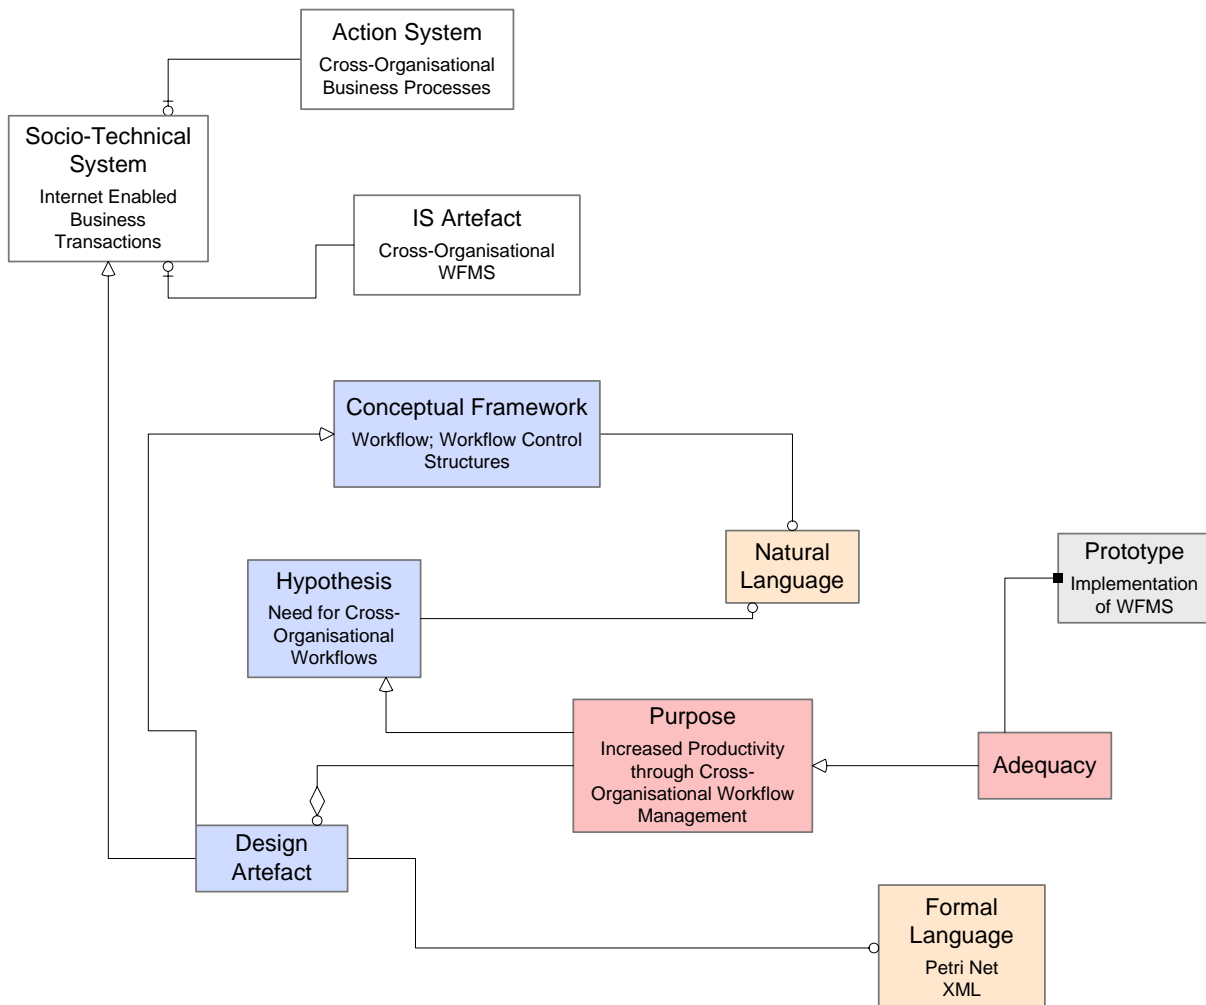 Action System
Cross-Organisational
Business Processes
Socio-Technical
System
Internet Enabled
Business
Transactions
IS Artefact
Cross-Organisational
WFMS
Conceptual Framework
Workflow; Workflow Control
Structures
Natural
Language
Prototype
Implementation
of WFMS
Hypothesis
Need for Cross-
Organisational
Workflows
Purpose
Increased Productivity
through Cross-
Organisational Workflow
Management
Adequacy
Design
Artefact
Formal
Language
Petri Net
XML